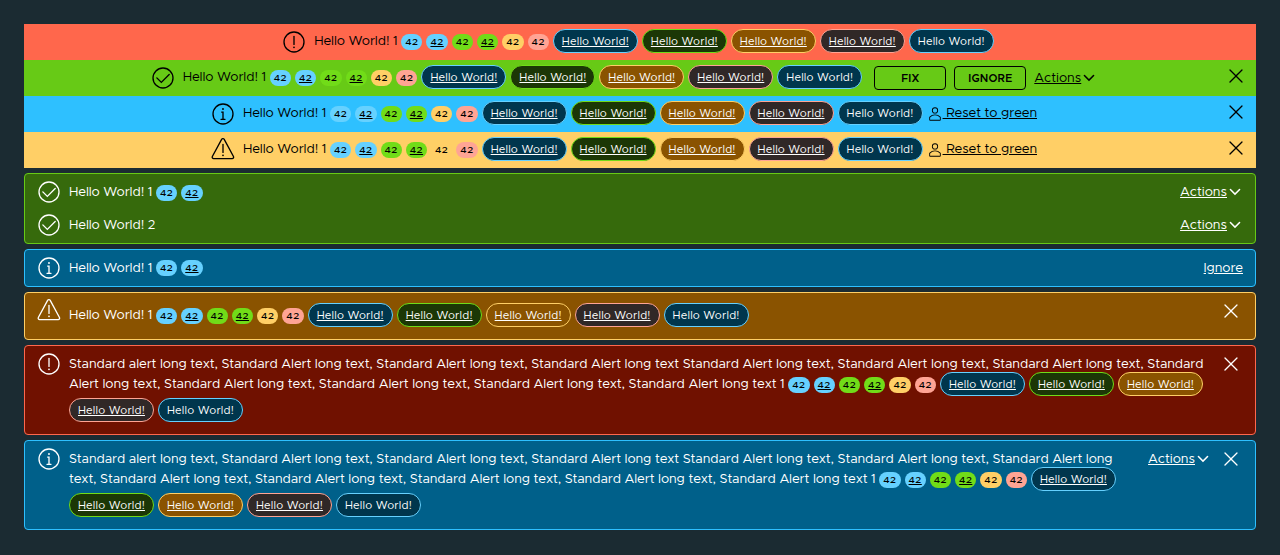 Hello World! 1 42 42 42 42 42 42 Hello World! Hello World! Hello World! Hello World! Hello World!
Hello World! 1 42 42 42 42 42 42 Hello World! Hello World! Hello World! Hello World! Hello World! FIX IGNORE Actions
Hello World! 1 42 42 42 42 42 42 Hello World! Hello World! Hello World! Hello World! Hello World! Reset to green
Hello World! 1 42 42 42 42 42 42 Hello World! Hello World! Hello World! Hello World! Hello World! Reset to green
Hello World! 1 42 42 Actions
Hello World! 2 Actions
Hello World! 1 42 42 Ignore
Hello World! 1 42 42 42 42 42 42 Hello World! Hello World! Hello World! Hello World! Hello World!
Standard alert long text, Standard Alert long text, Standard Alert long text, Standard Alert long text Standard Alert long text, Standard Alert long text, Standard Alert long text, Standard
Alert long text, Standard Alert long text, Standard Alert long text, Standard Alert long text, Standard Alert long text 1 42 42 42 42 42 42 Hello World! Hello World! Hello World!
Hello World! Hello World!
Standard alert long text, Standard Alert long text, Standard Alert long text, Standard Alert long text Standard Alert long text, Standard Alert long text, Standard Alert long Actions
text, Standard Alert long text, Standard Alert long text, Standard Alert long text, Standard Alert long text, Standard Alert long text 1 42 42 42 42 42 42 Hello World!
Hello World! Hello World! Hello World! Hello World!